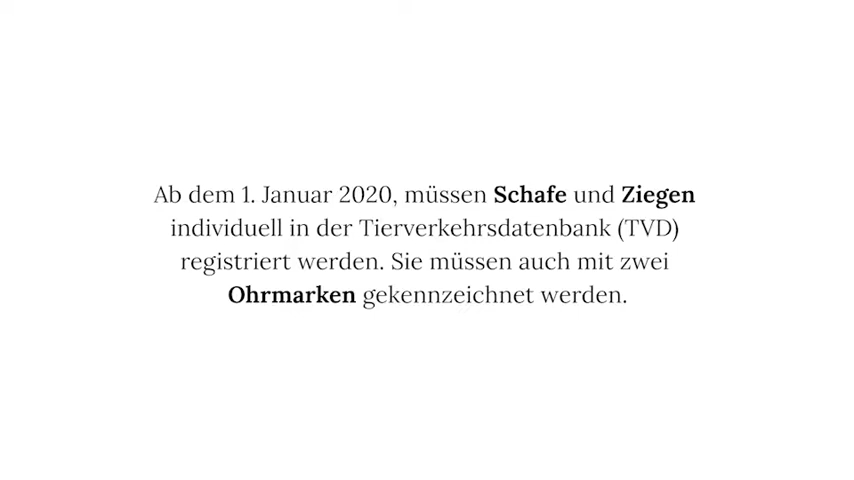 Ab dem 1. Januar 2020, müssen Schafe und Ziegen
individuell in der Tierverkehrsdatenbank (TVD)
registriert werden. Sie müssen auch mit zwei
Ohrmarken gekennzeichnet werden.